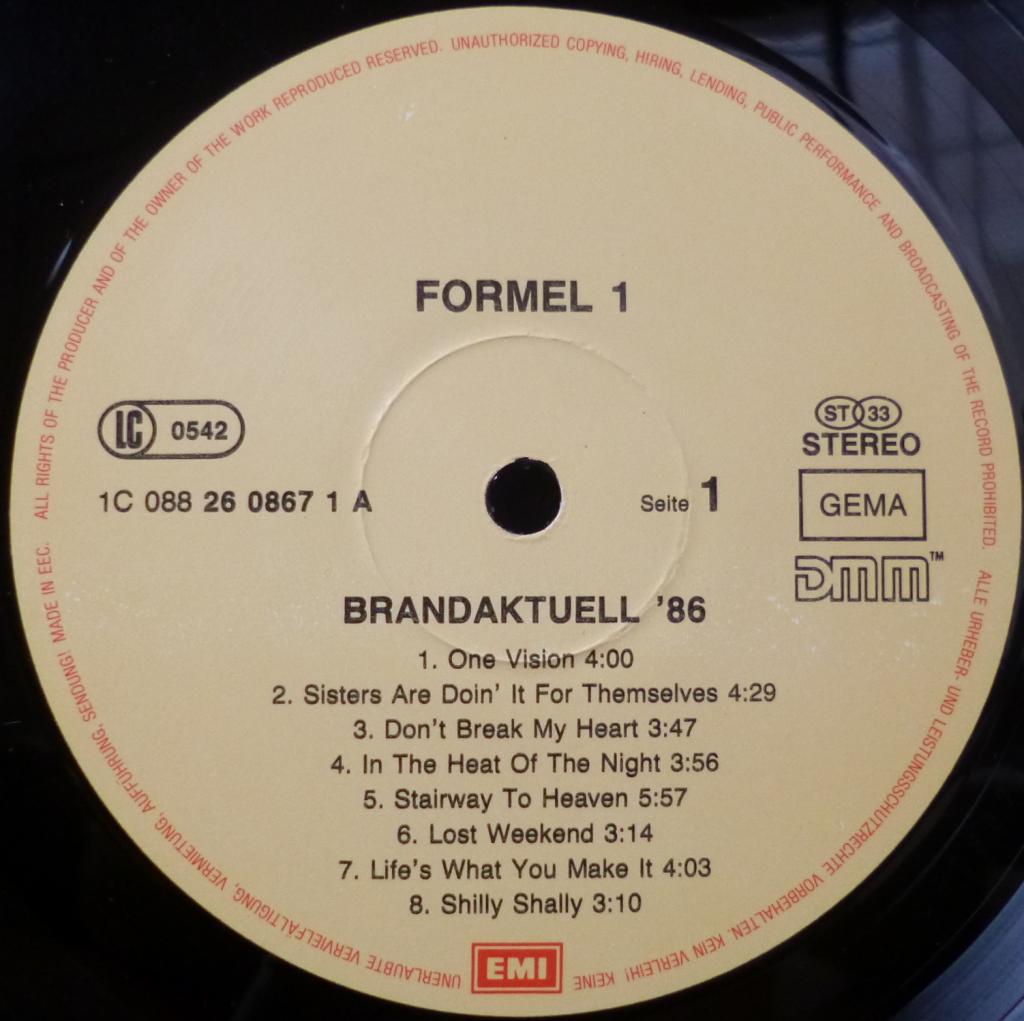 ALL RIGHTS OF THE PRODUCER AND OF THE OWNER OF THE WORK REPRODUCED RESERVED. UNAUTHORIZED COPYING, HIRING, LENDING, PUBLIC PERFORMANCE AND BROADCASTING OF THE RECORD PROHIBITED.
ALLE URHEBER- UND LEISTUNGSSCHUTZRECHTE VORBEHALTEN. KEIN VERLEIH! KEINE UNERLAUBTE VERVIELFÄLTIGUNG, VERMIETUNG, AUFFÜHRUNG, SENDUNG! MADE IN EEC.
FORMEL 1
LC 0542
ST 33
STEREO
1C 088 26 0867 1 A
Seite 1
GEMA
DMM™
BRANDAKTUELL '86
1. One Vision 4:00
2. Sisters Are Doin' It For Themselves 4:29
3. Don't Break My Heart 3:47
4. In The Heat Of The Night 3:56
5. Stairway To Heaven 5:57
6. Lost Weekend 3:14
7. Life's What You Make It 4:03
8. Shilly Shally 3:10
EMI